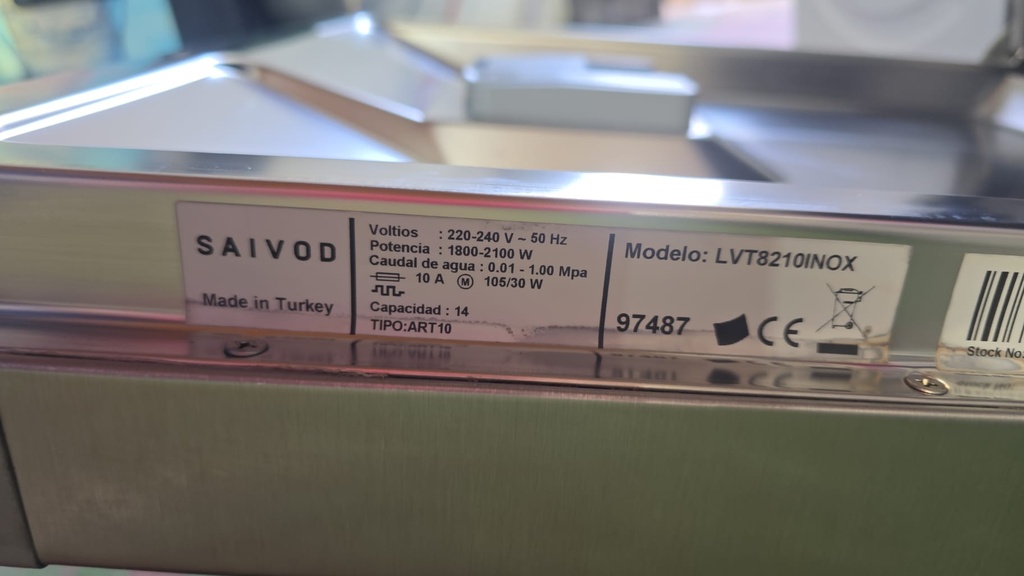 SAIVOD
Made in Turkey
Voltios : 220-240 V ~ 50 Hz
Potencia : 1800-2100 W
Caudal de agua : 0.01 - 1.00 Mpa
10 A M 105/30 W
Capacidad : 14
TIPO:ART10
Modelo: LVT8210INOX
97487 CE
Stock No: